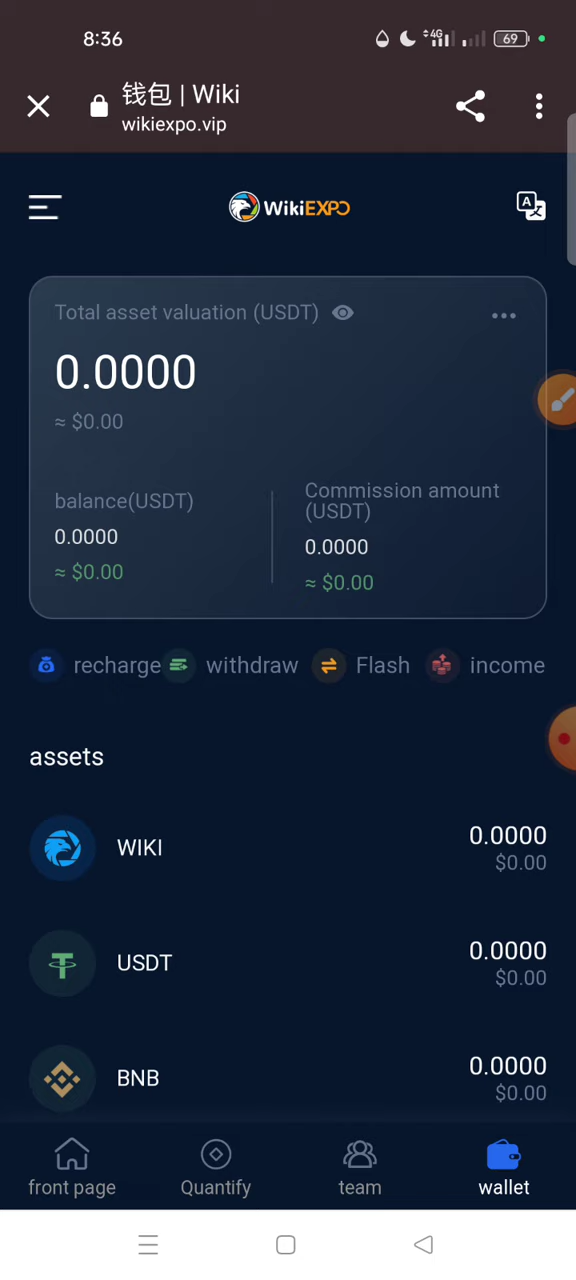 8:36
4G
69
钱包 | Wiki
wikiexpo.vip
WikiEXPO
A文
Total asset valuation (USDT)
0.0000
≈ $0.00
balance(USDT)
0.0000
≈ $0.00
Commission amount
(USDT)
0.0000
≈ $0.00
recharge withdraw Flash income
assets
WIKI
0.0000
$0.00
USDT
0.0000
$0.00
BNB
0.0000
$0.00
front page Quantify team wallet